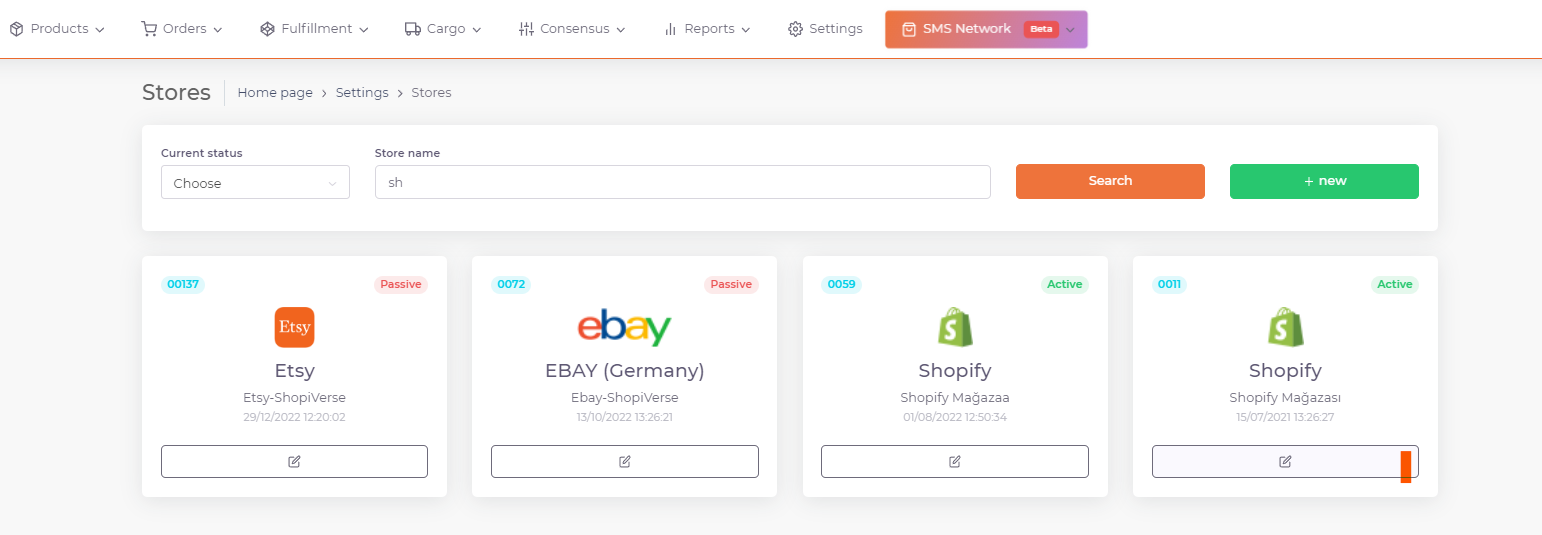 Products Orders Fulfillment Cargo Consensus Reports Settings SMS Network Beta
Stores Home page > Settings > Stores
Current status Store name
Choose sh Search + new
00137 Passive 0072 Passive 0059 Active 0011 Active
Etsy ebay S S
Etsy EBAY (Germany) Shopify Shopify
Etsy-ShopiVerse Ebay-ShopiVerse Shopify Mağazaa Shopify Mağazası
29/12/2022 12:20:02 13/10/2022 13:26:21 01/08/2022 12:50:34 15/07/2021 13:26:27